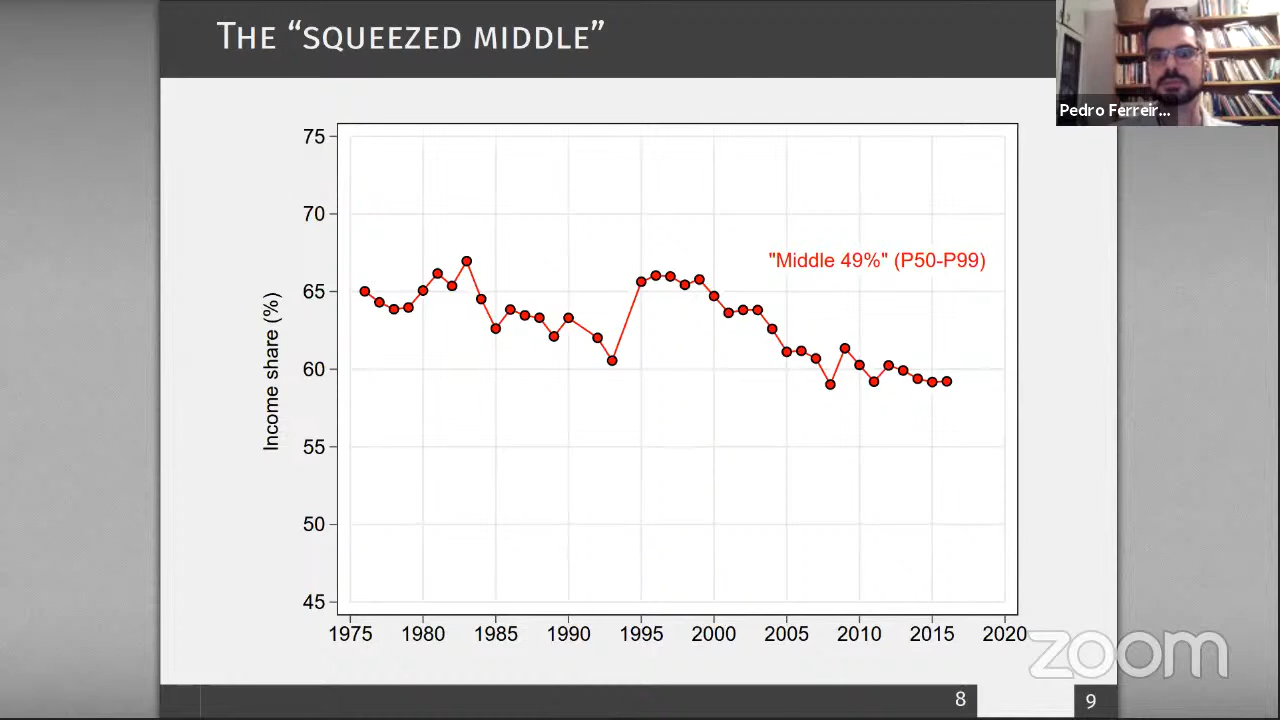 THE “SQUEEZED MIDDLE”
Pedro Ferreir...
"Middle 49%" (P50-P99)
Income share (%)
75
70
65
60
55
50
45
1975 1980 1985 1990 1995 2000 2005 2010 2015 2020
zoom
8 9